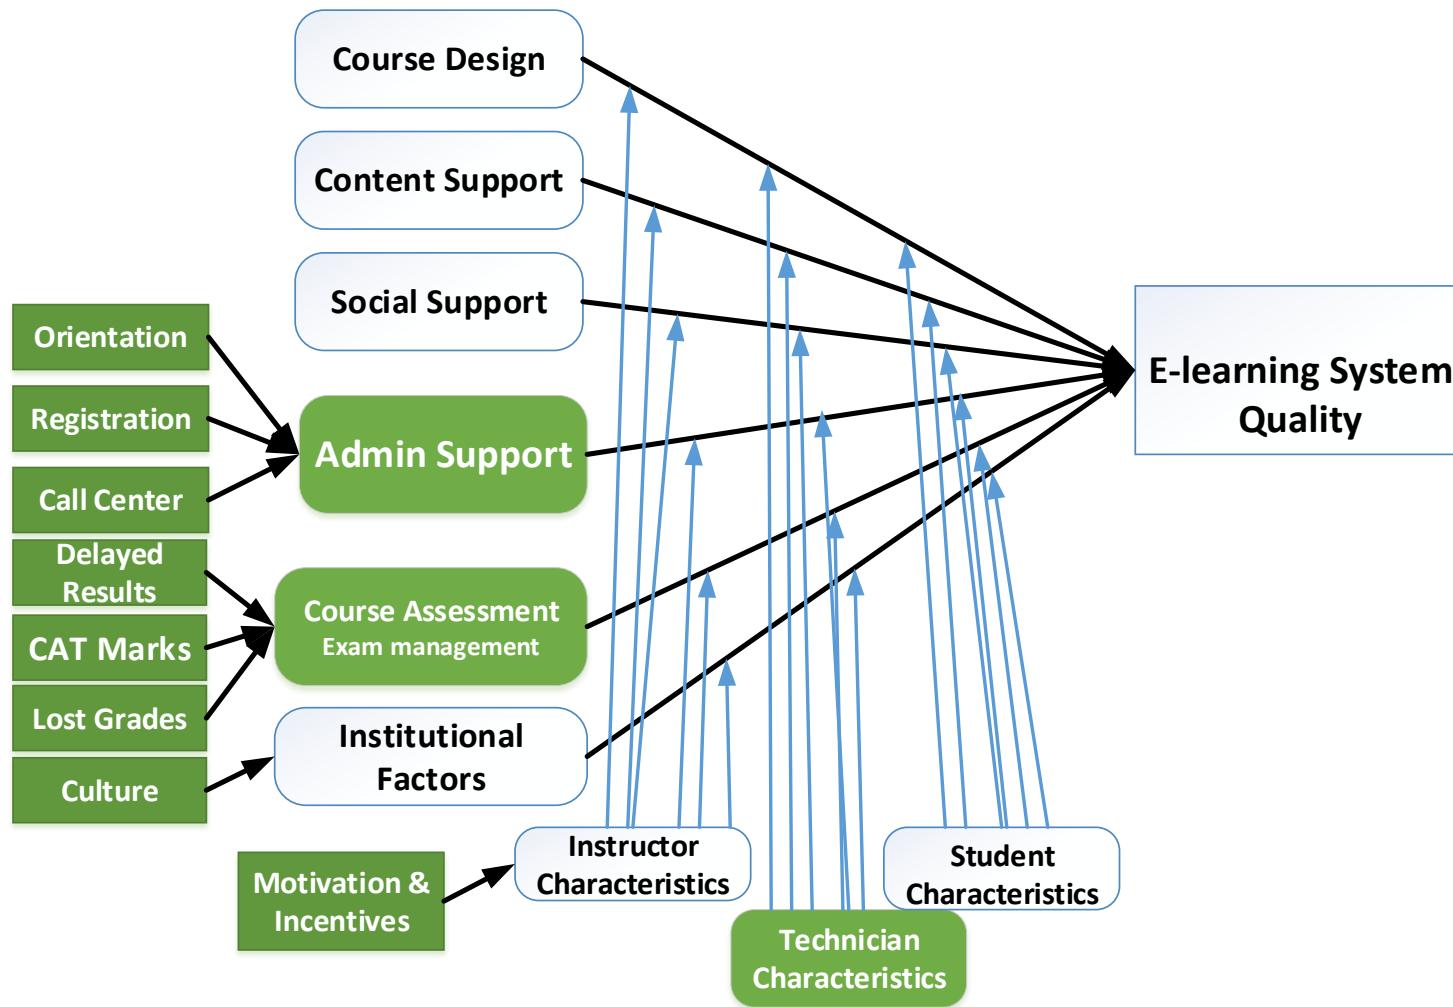 Course Design
Content Support
Social Support
Orientation
Registration
Call Center
Admin Support
E-learning System
Quality
Delayed
Results
CAT Marks
Lost Grades
Course Assessment
Exam management
Culture
Institutional
Factors
Motivation &
Incentives
Instructor
Characteristics
Student
Characteristics
Technician
Characteristics